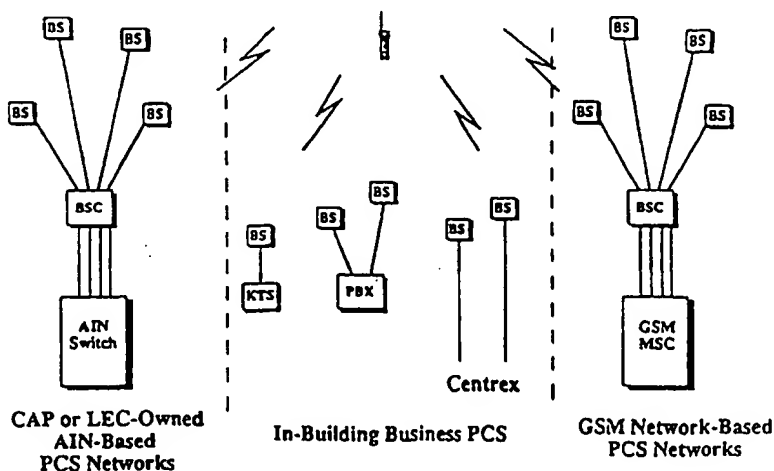 BS
BS
BS
BS
BSC
AIN
Switch
CAP or LEC-Owned
AIN-Based
PCS Networks
BS
KTS
BS
BS
PBX
BS
BS
Centrex
In-Building Business PCS
BS
BS
BS
BS
BSC
GSM
MSC
GSM Network-Based
PCS Networks